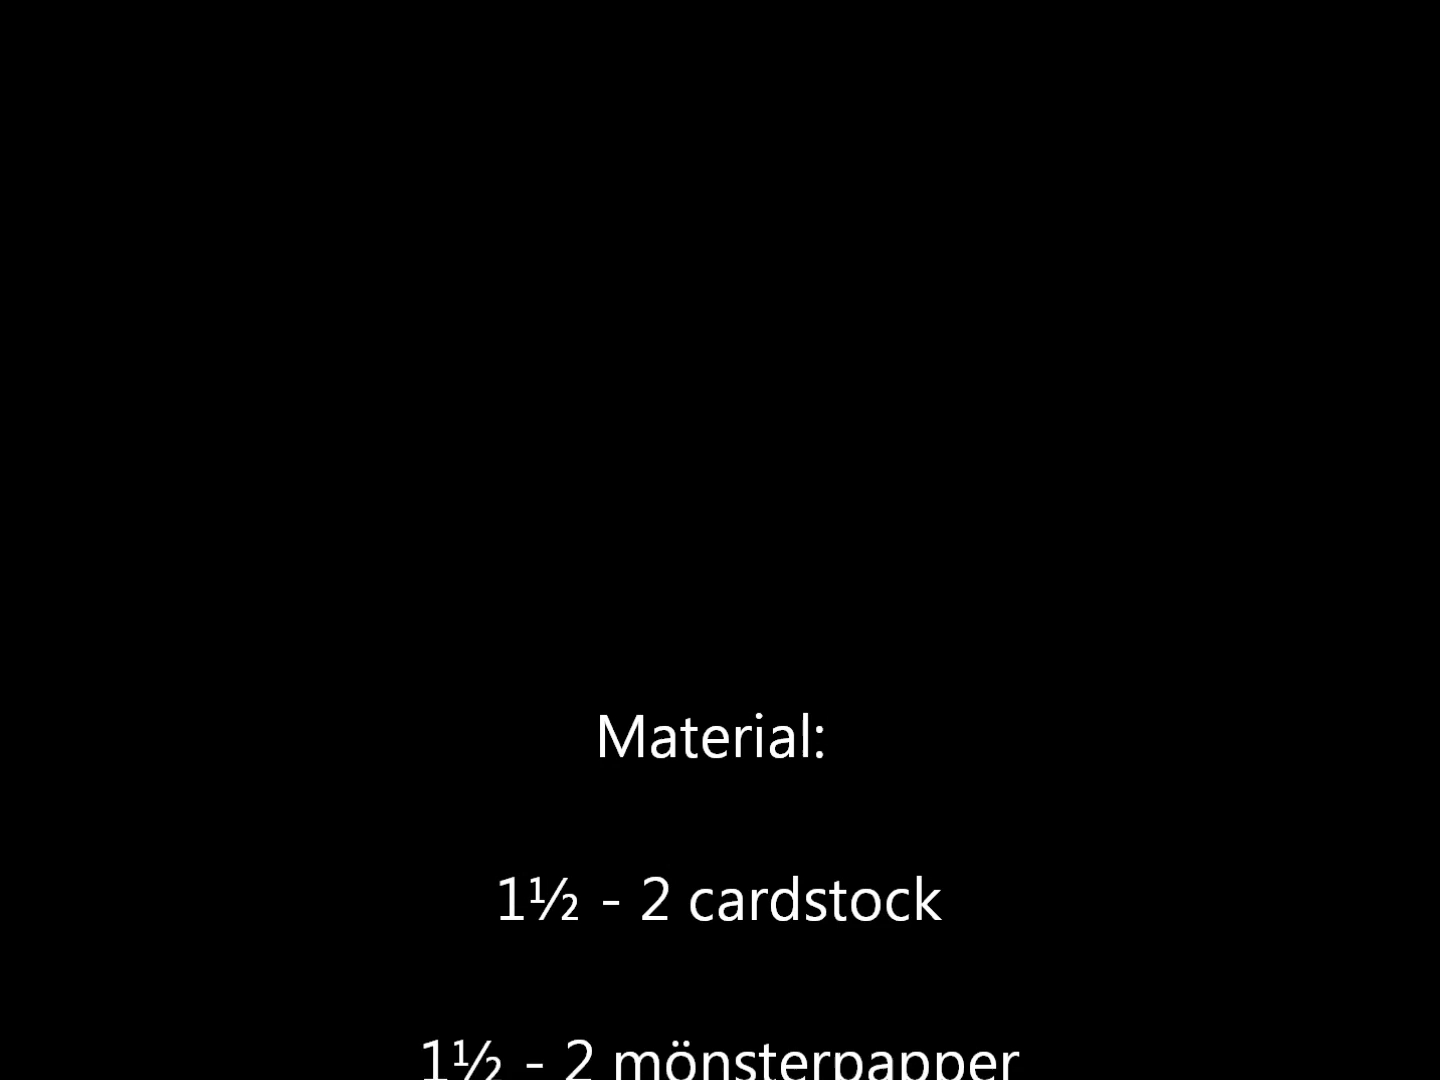 Material:
1½ - 2 cardstock
1½ - 2 mönsterpapper